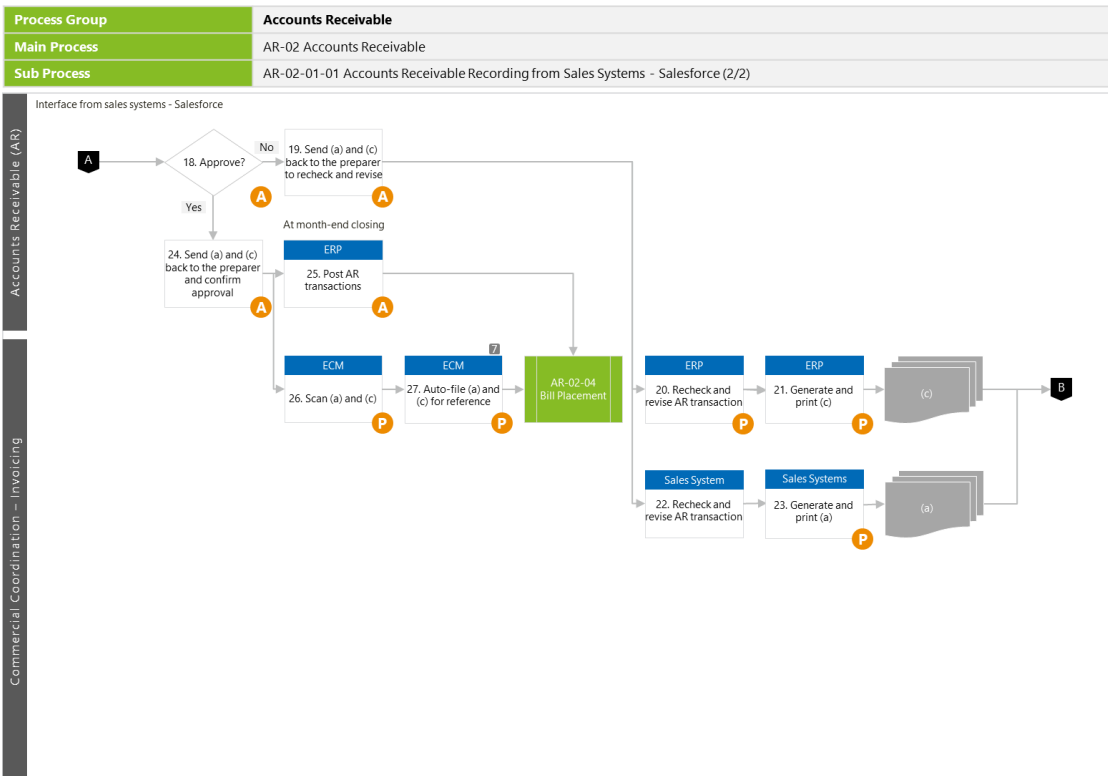 Process Group
Accounts Receivable
Main Process
AR-02 Accounts Receivable
Sub Process
AR-02-01-01 Accounts Receivable Recording from Sales Systems - Salesforce (2/2)
Accounts Receivable (AR)
Interface from sales systems - Salesforce
A
18. Approve?
No
A
19. Send (a) and (c)
back to the preparer
to recheck and revise
A
Yes
At month-end closing
24. Send (a) and (c)
back to the preparer
and confirm
approval
A
ERP
25. Post AR
transactions
A
Commercial Coordination – Invoicing
ECM
26. Scan (a) and (c)
P
7
ECM
27. Auto-file (a) and
(c) for reference
P
AR-02-04
Bill Placement
ERP
20. Recheck and
revise AR transaction
P
ERP
21. Generate and
print (c)
P
(c)
B
Sales System
22. Recheck and
revise AR transaction
Sales Systems
23. Generate and
print (a)
P
(a)